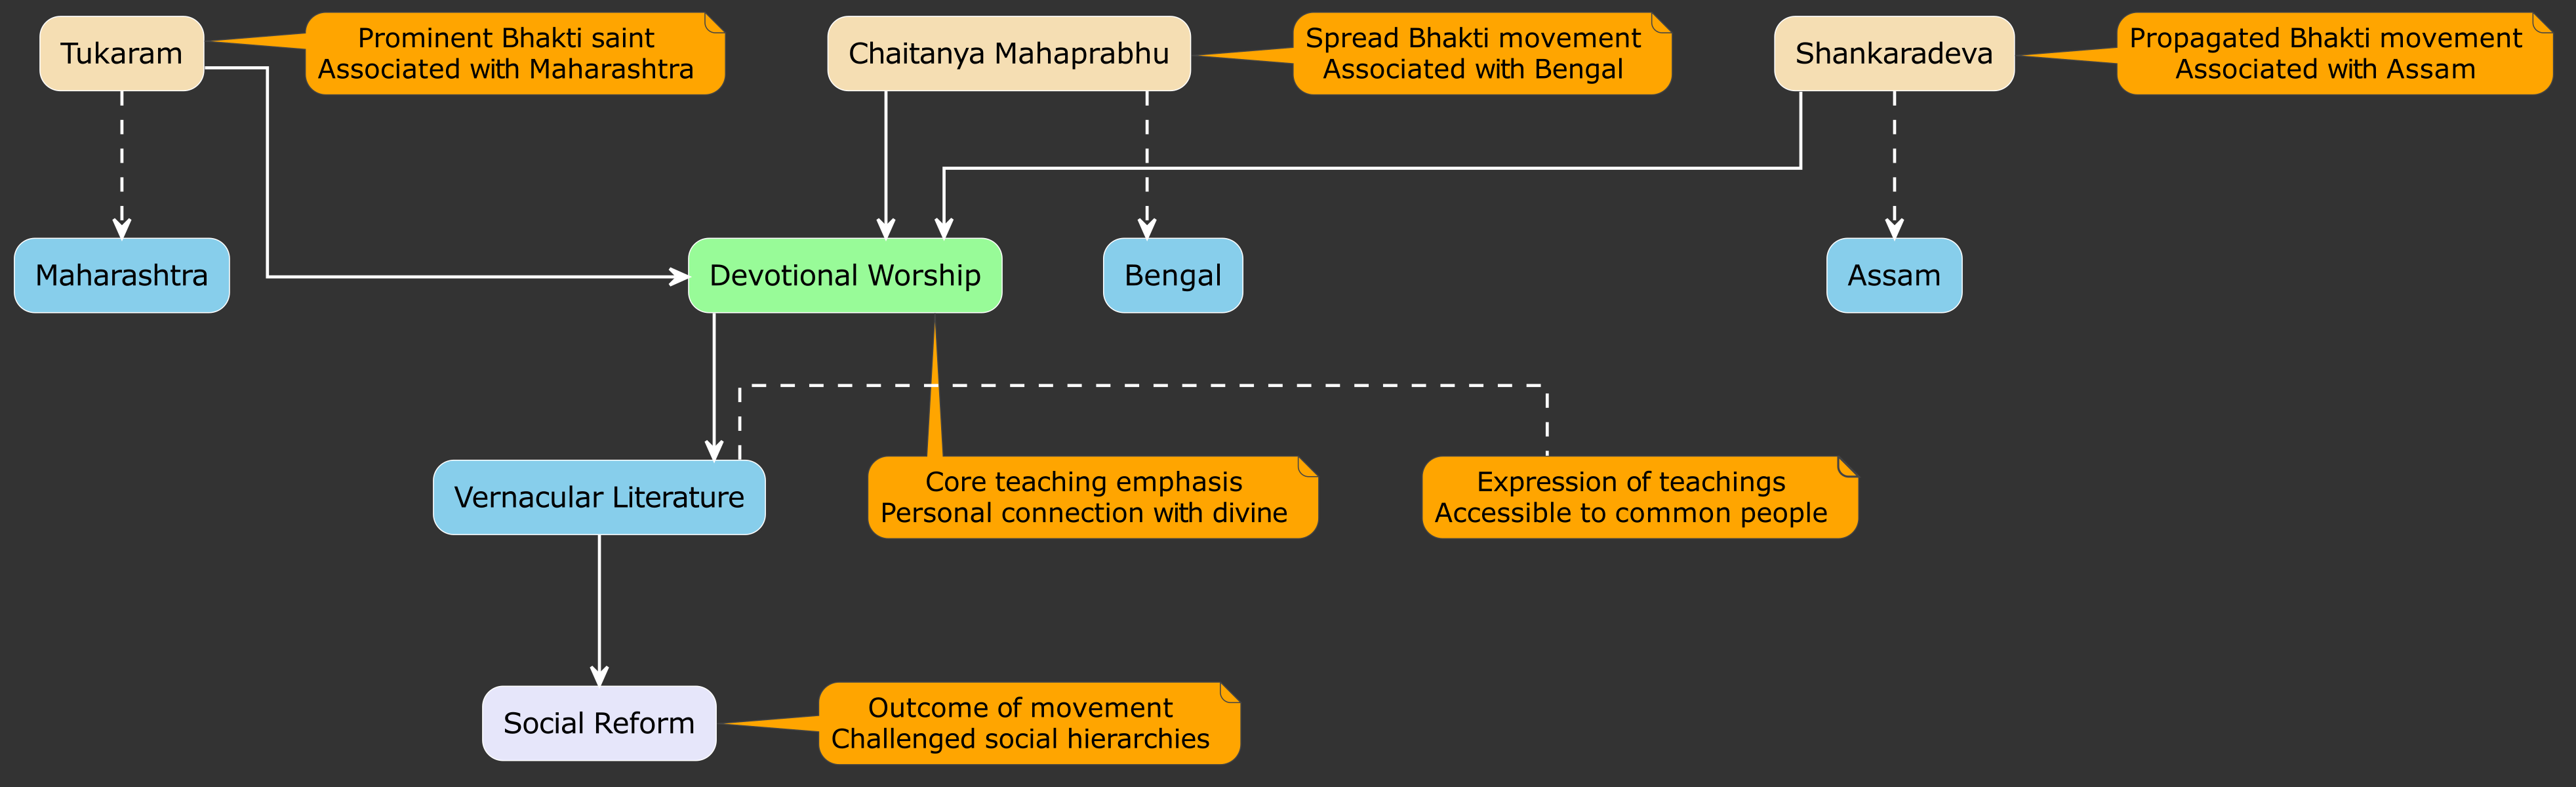 Tukaram
Prominent Bhakti saint
Associated with Maharashtra
Chaitanya Mahaprabhu
Spread Bhakti movement
Associated with Bengal
Shankaradeva
Propagated Bhakti movement
Associated with Assam
Maharashtra
Devotional Worship
Bengal
Assam
Vernacular Literature
Core teaching emphasis
Personal connection with divine
Expression of teachings
Accessible to common people
Social Reform
Outcome of movement
Challenged social hierarchies